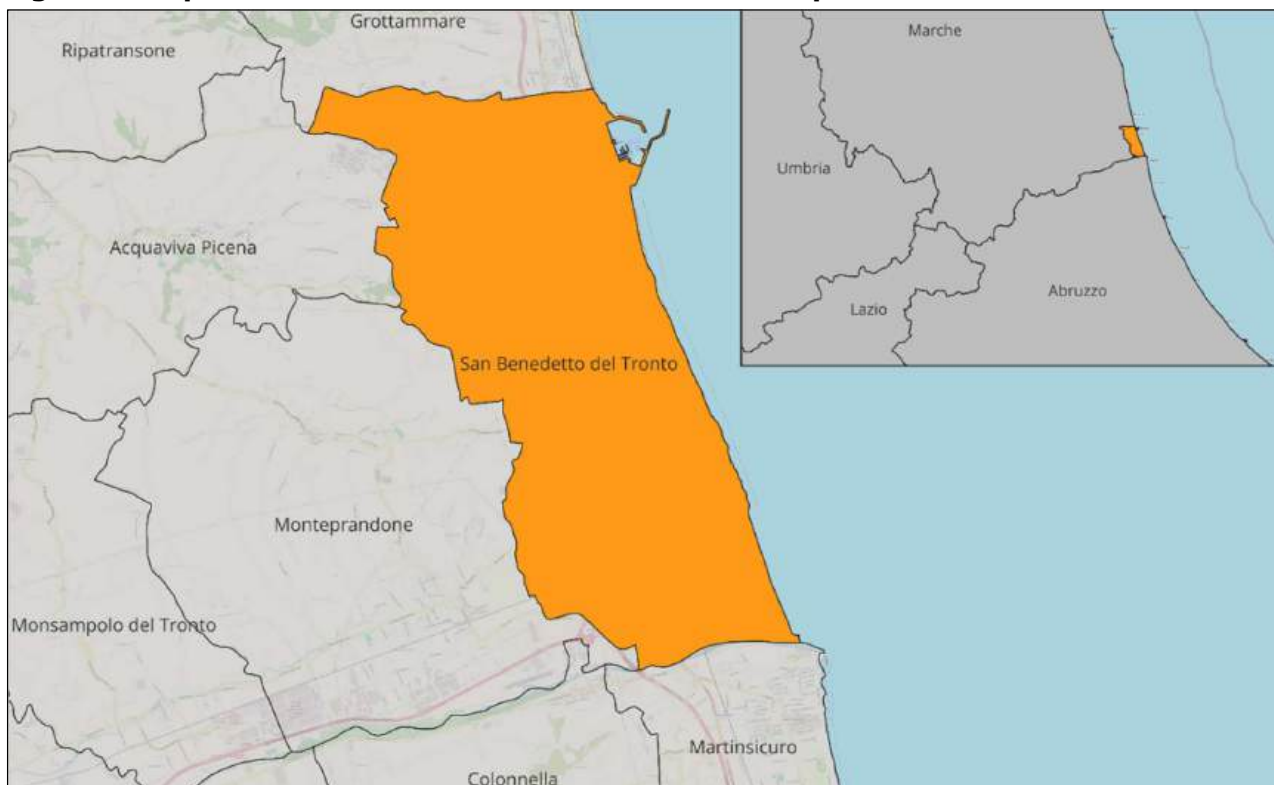 Grottammare
Ripatransone
Marche
Umbria
Acquaviva Picena
Abruzzo
Lazio
San Benedetto del Tronto
Monteprandone
Monsampolo del Tronto
Martinsicuro
Colonnella